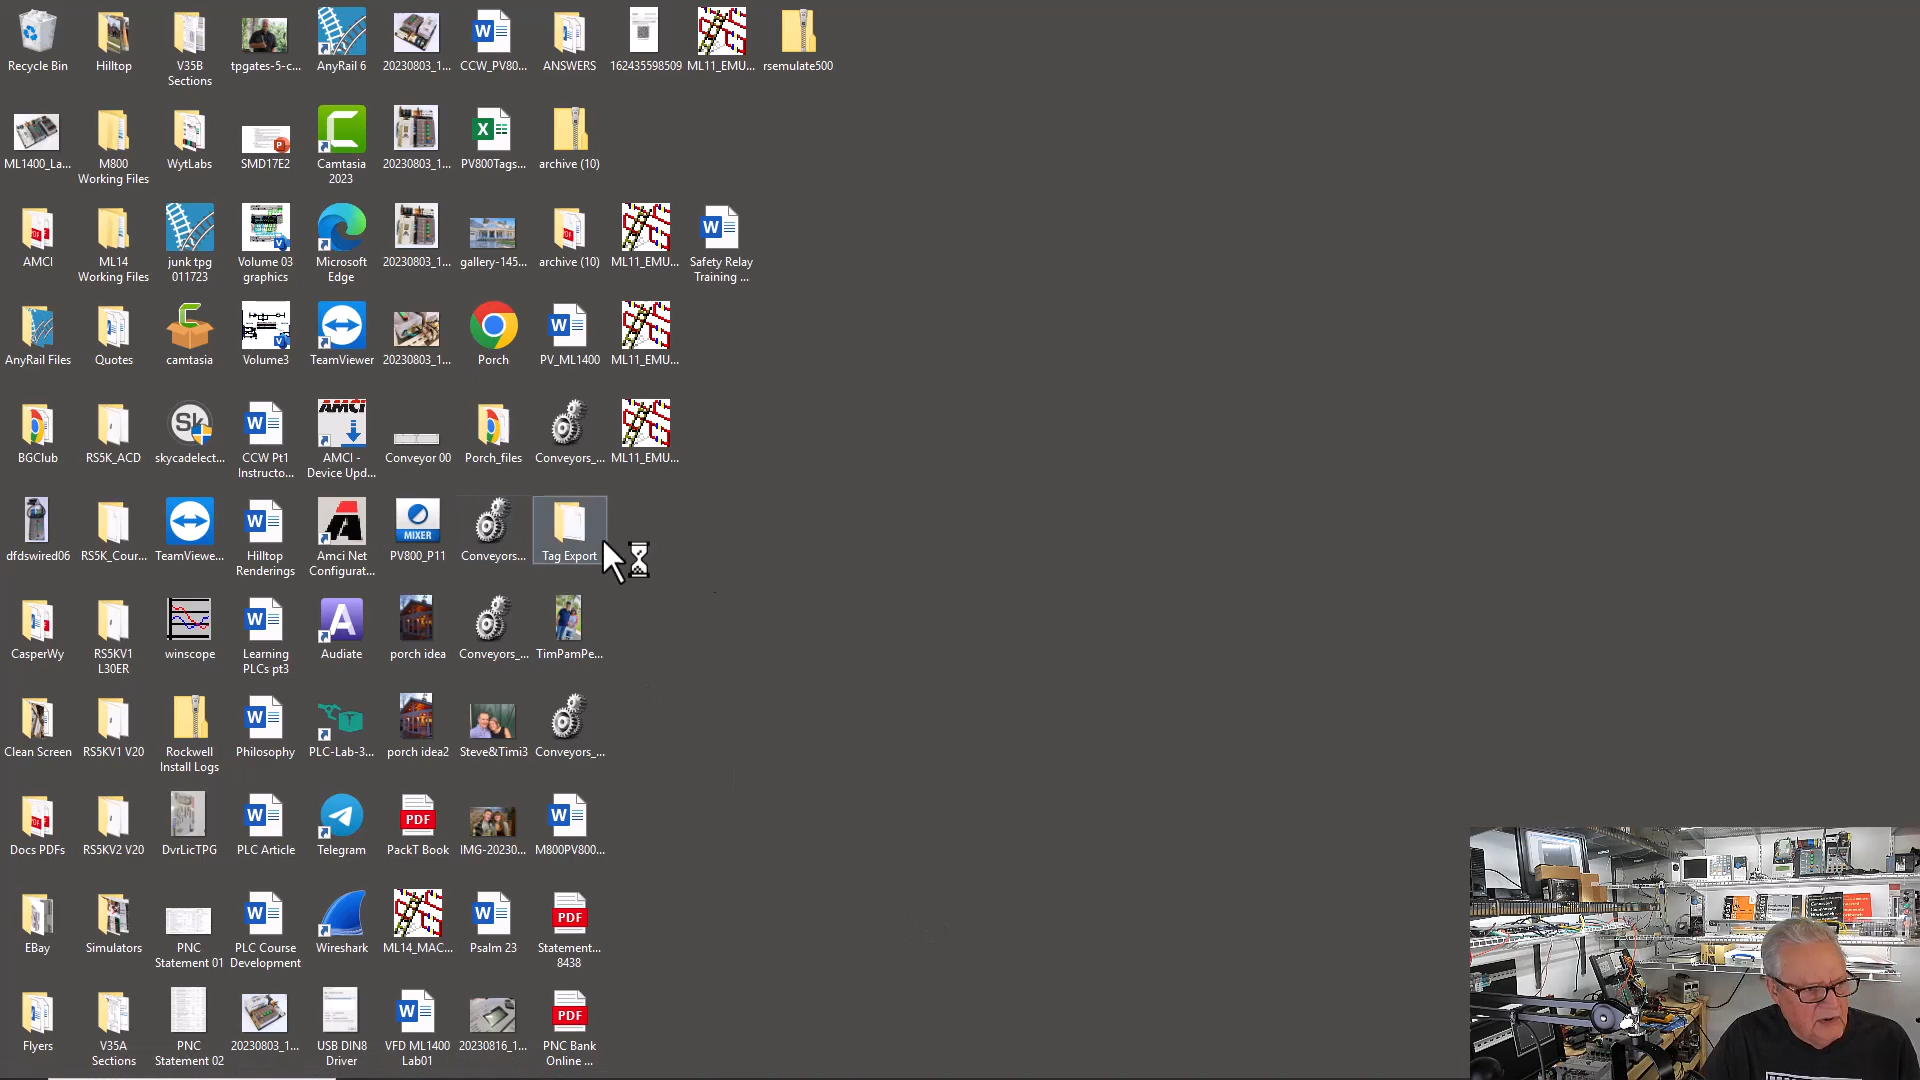 Recycle Bin
Hilltop
V35B
Sections
tpgates-5-c...
AnyRail 6
20230803_1...
CCW_PV80...
ANSWERS
162435598509
ML11_EMU...
rsemulate500
ML1400_La...
M800
Working Files
WytLabs
SMD17E2
Camtasia
2023
20230803_1...
PV800Tags...
archive (10)
AMCI
ML14
Working Files
junk tpg
011723
Volume 03
graphics
Microsoft
Edge
20230803_1...
gallery-145...
archive (10)
ML11_EMU...
Safety Relay
Training ...
AnyRail Files
Quotes
camtasia
Volume3
TeamViewer
20230803_1...
Porch
PV_ML1400
ML11_EMU...
BGClub
RS5K_ACD
skycadelect...
CCW Pt1
Instructo...
AMCI
AMCI -
Device Upd...
Conveyor 00
Porch_files
Conveyors_...
ML11_EMU...
dfdswired06
RS5K_Cour...
TeamViewe...
Hilltop
Renderings
Amci Net
Configurat...
MIXER
PV800_P11
Conveyors...
Tag Export
CasperWy
RS5KV1
L30ER
winscope
Learning
PLCs pt3
Audiate
porch idea
Conveyors_...
TimPamPe...
Clean Screen
RS5KV1 V20
Rockwell
Install Logs
Philosophy
PLC-Lab-3...
porch idea2
Steve&Timi3
Conveyors_...
Docs PDFs
RS5KV2 V20
DvrLicTPG
PLC Article
Telegram
PDF
PackT Book
IMG-20230...
M800PV800...
EBay
Simulators
PNC
Statement 01
PLC Course
Development
Wireshark
ML14_MAC...
Psalm 23
PDF
Statement...
8438
Flyers
V35A
Sections
PNC
Statement 02
20230803_1...
USB DIN8
Driver
VFD ML1400
Lab01
20230816_1...
PDF
PNC Bank
Online ...